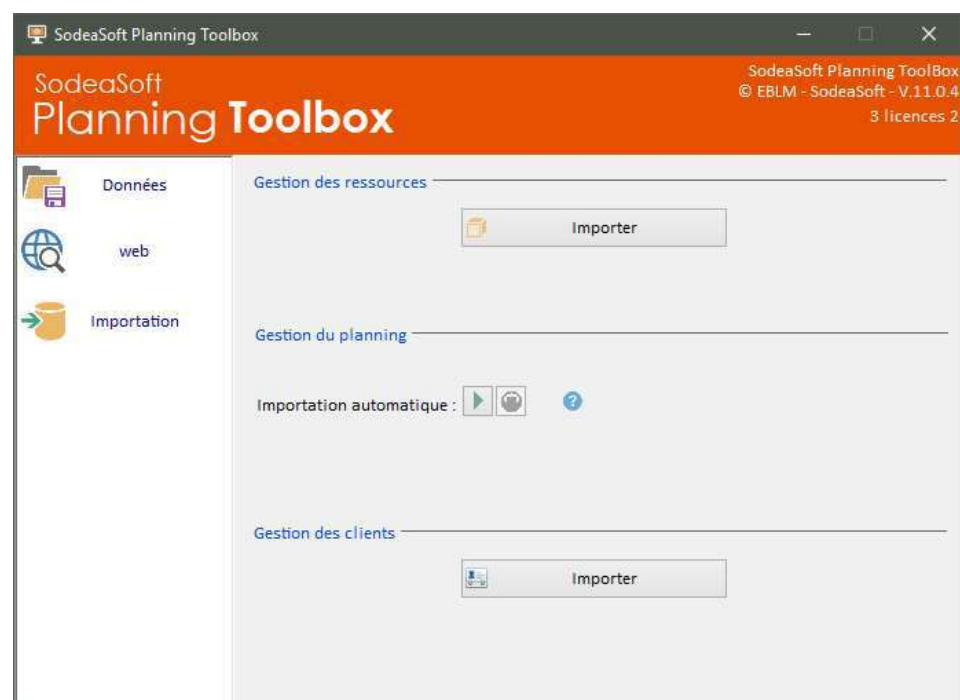 SodeaSoft Planning Toolbox
SodeaSoft
Planning Toolbox
SodeaSoft Planning ToolBox
© EBLM - SodeaSoft - V.11.0.4
3 licences 2
Données
web
Importation
Gestion des ressources
Importer
Gestion du planning
Importation automatique :
?
Gestion des clients
Importer